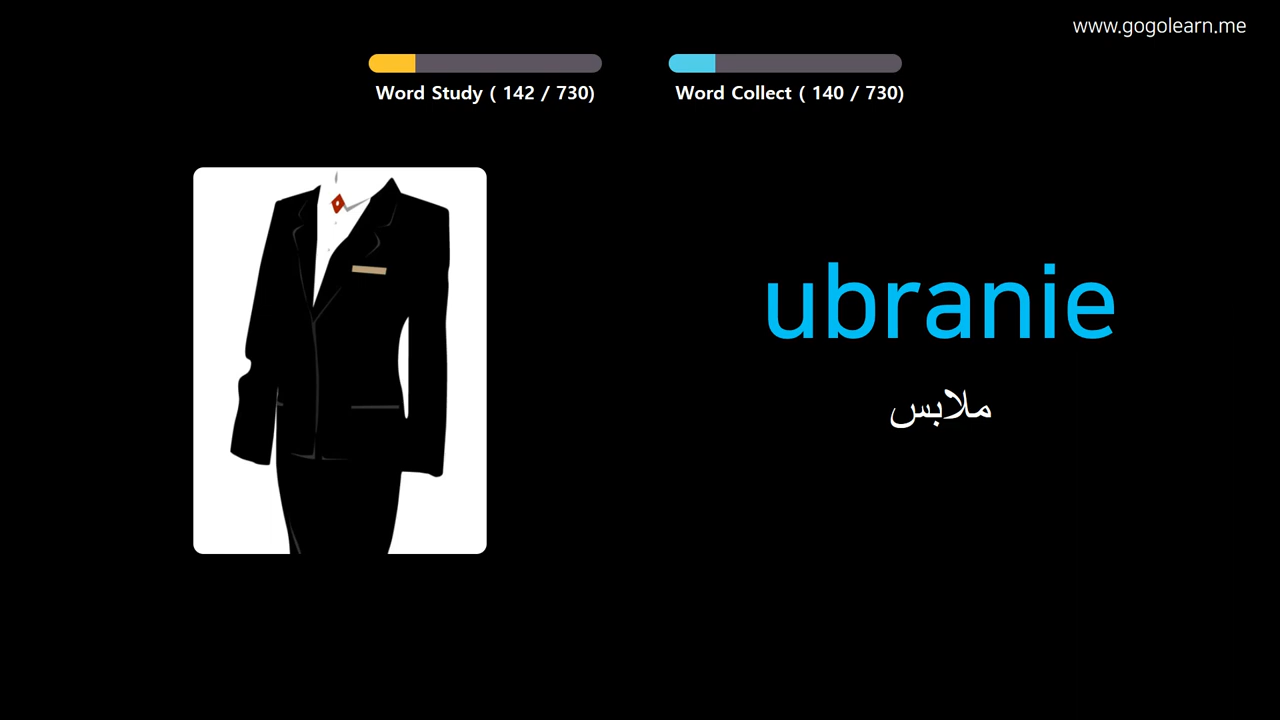 www.gogolearn.me
Word Study ( 142 / 730)
Word Collect ( 140 / 730)
ubranie
ملابس